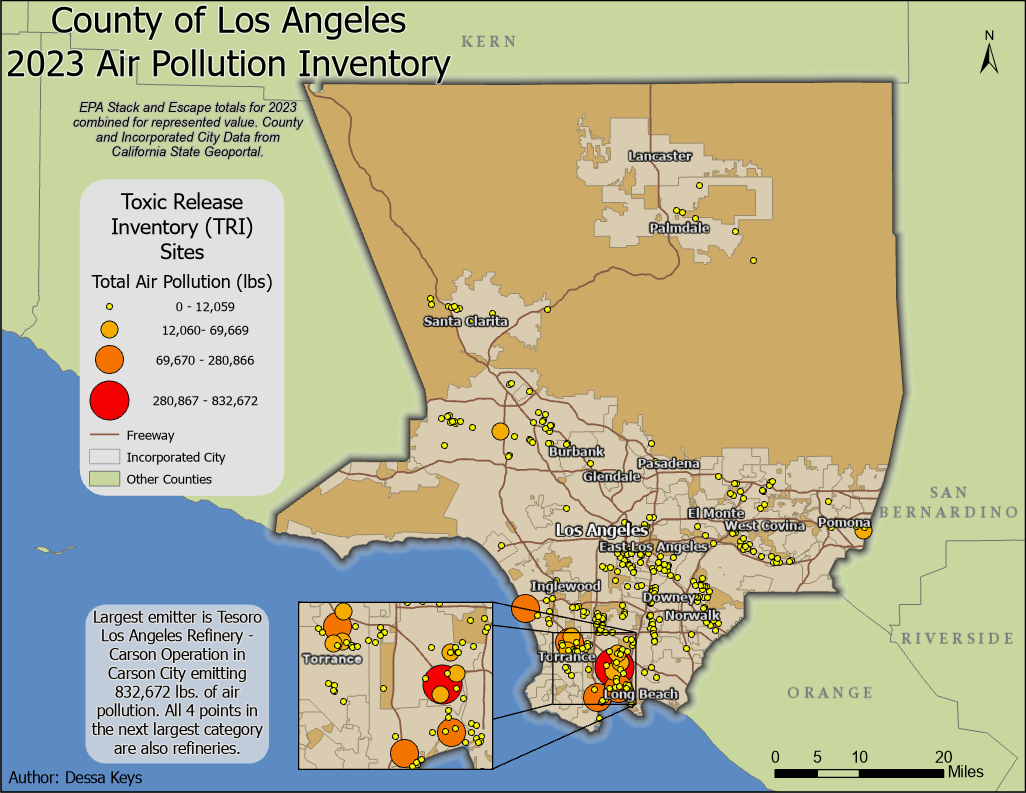 County of Los Angeles
2023 Air Pollution Inventory
EPA Stack and Escape totals for 2023
combined for represented value. County
and Incorporated City Data from
California State Geoportal.
KERN
N
Toxic Release
Inventory (TRI)
Sites
Total Air Pollution (lbs)
0 - 12,059
12,060- 69,669
69,670 - 280,866
280,867 - 832,672
Freeway
Incorporated City
Other Counties
Lancaster
Palmdale
Santa Clarita
Burbank
Glendale
Pasadena
El Monte
West Covina
Pomona
Los Angeles
East Los Angeles
Inglewood
Downey
Norwalk
Torrance
Long Beach
SAN
BERNARDINO
RIVERSIDE
ORANGE
Torrance
Largest emitter is Tesoro
Los Angeles Refinery -
Carson Operation in
Carson City emitting
832,672 lbs. of air
pollution. All 4 points in
the next largest category
are also refineries.
Author: Dessa Keys
0 5 10 20
Miles